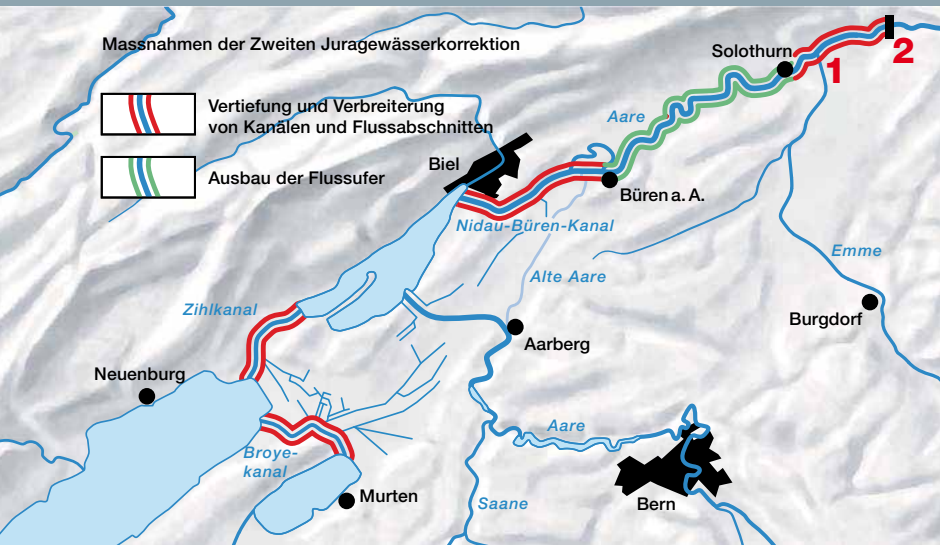 Massnahmen der Zweiten Juragewässerkorrektion
Vertiefung und Verbreiterung
von Kanälen und Flussabschnitten
Ausbau der Flussufer
Solothurn
1
2
Aare
Biel
Büren a. A.
Nidau-Büren-Kanal
Emme
Alte Aare
Zihlkanal
Burgdorf
Aarberg
Neuenburg
Aare
Broye-
kanal
Murten
Saane
Bern